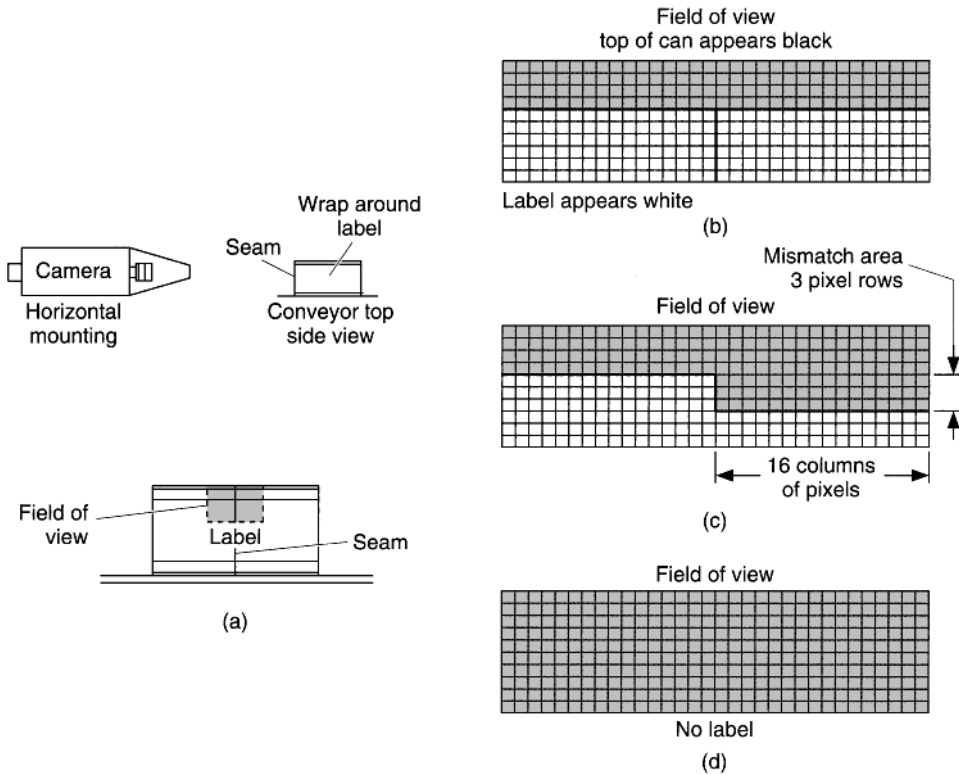 Camera
Horizontal
mounting
Seam
Wrap around
label
Conveyor top
side view
Field of
view
Label
Seam
(a)
Field of view
top of can appears black
Label appears white
(b)
Mismatch area
3 pixel rows
Field of view
16 columns
of pixels
(c)
Field of view
No label
(d)